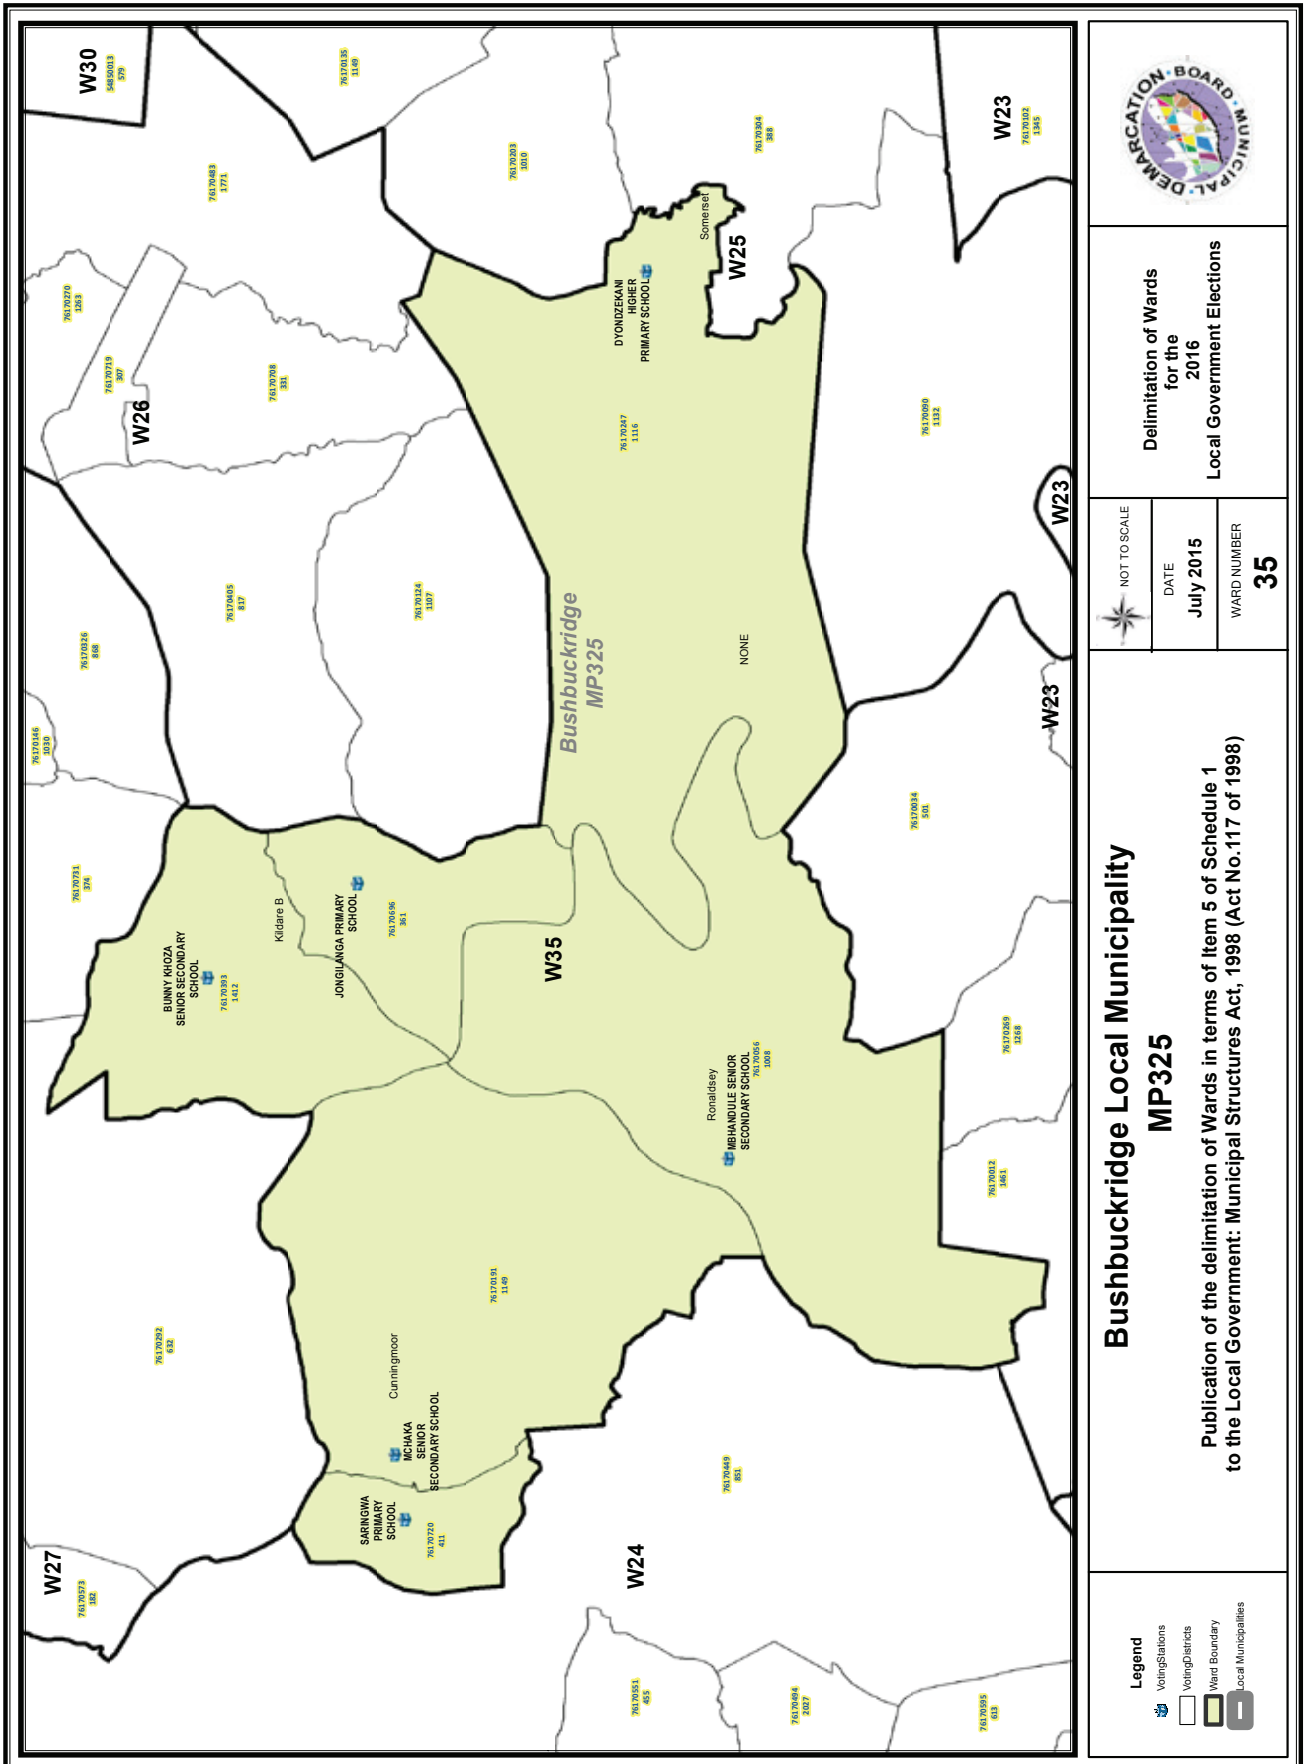 W30
54850013
579
76170135
1149
76170483
1771
76170203
1010
76170304
388
W23
76170102
1345
76170270
1263
76170719
307
W26
76170708
331
Somerset
W25
DYONDZEKANI
HIGHER
PRIMARY SCHOOL
76170247
1116
76170090
1132
W23
76170326
868
76170405
817
76170124
1107
Bushbuckridge
MP325
NONE
W23
76170146
1030
76170731
374
76170034
501
BUNNY KHOZA
SENIOR SECONDARY
SCHOOL
76170393
1412
Kildare B
JONGILANGA PRIMARY
SCHOOL
76170696
361
W35
Ronaldsey
MBHANDULE SENIOR
SECONDARY SCHOOL
76170056
1008
76170269
1268
76170012
1461
76170292
632
76170191
1149
Cunningmoor
MCHAKA
SENIOR
SECONDARY SCHOOL
SARINGWA
PRIMARY
SCHOOL
76170720
411
76170449
851
W27
76170573
182
W24
76170551
455
76170494
2027
76170595
613
Legend
VotingStations
VotingDistricts
Ward Boundary
Local Municipalities
Bushbuckridge Local Municipality
MP325
Publication of the delimitation of Wards in terms of Item 5 of Schedule 1
to the Local Government: Municipal Structures Act, 1998 (Act No.117 of 1998)
NOT TO SCALE
DATE
July 2015
WARD NUMBER
35
Delimitation of Wards
for the
2016
Local Government Elections
MUNICIPAL · DEMARCATION · BOARD ·